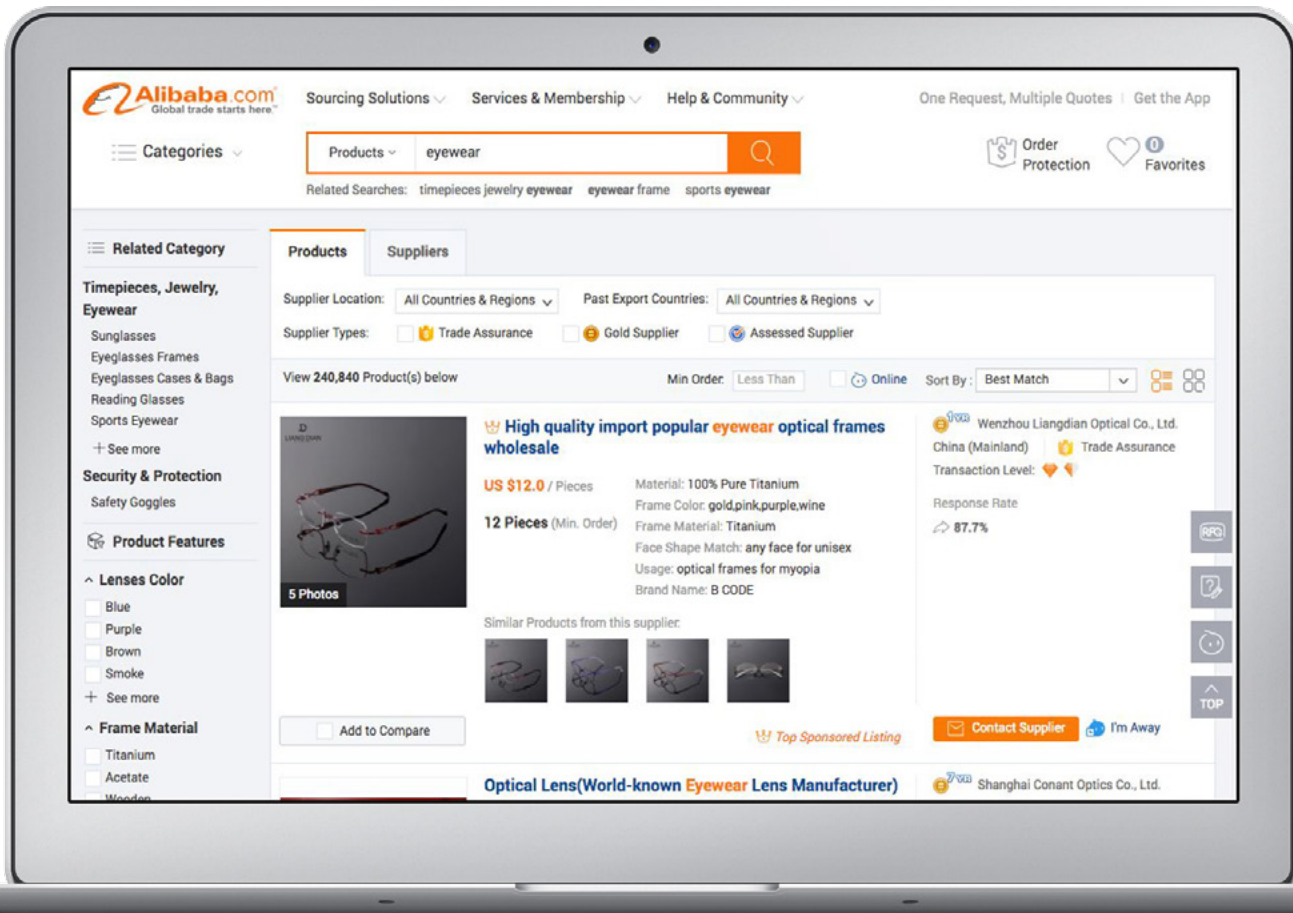 Alibaba.com
Global trade starts here.™
Sourcing Solutions
Services & Membership
Help & Community
One Request, Multiple Quotes | Get the App
Categories
Products
eyewear
Order Protection
0
Favorites
Related Searches: timepieces jewelry eyewear eyewear frame sports eyewear
Related Category
Timepieces, Jewelry,
Eyewear
Sunglasses
Eyeglasses Frames
Eyeglasses Cases & Bags
Reading Glasses
Sports Eyewear
See more
Security & Protection
Safety Goggles
Product Features
Lenses Color
Blue
Purple
Brown
Smoke
See more
Frame Material
Titanium
Acetate
Wooden
Products
Suppliers
Supplier Location: All Countries & Regions
Past Export Countries: All Countries & Regions
Supplier Types: Trade Assurance Gold Supplier Assessed Supplier
View 240,840 Product(s) below
Min Order: Less Than
Online
Sort By : Best Match
LIANG DIAN
5 Photos
High quality import popular eyewear optical frames
wholesale
US $12.0 / Pieces
12 Pieces (Min. Order)
Material: 100% Pure Titanium
Frame Color: gold,pink,purple,wine
Frame Material: Titanium
Face Shape Match: any face for unisex
Usage: optical frames for myopia
Brand Name: B CODE
Similar Products from this supplier:
Add to Compare
Top Sponsored Listing
Wenzhou Liangdian Optical Co., Ltd.
China (Mainland) Trade Assurance
Transaction Level:
Response Rate
87.7%
Contact Supplier
I'm Away
RFQ
TOP
Optical Lens(World-known Eyewear Lens Manufacturer)
Shanghai Conant Optics Co., Ltd.